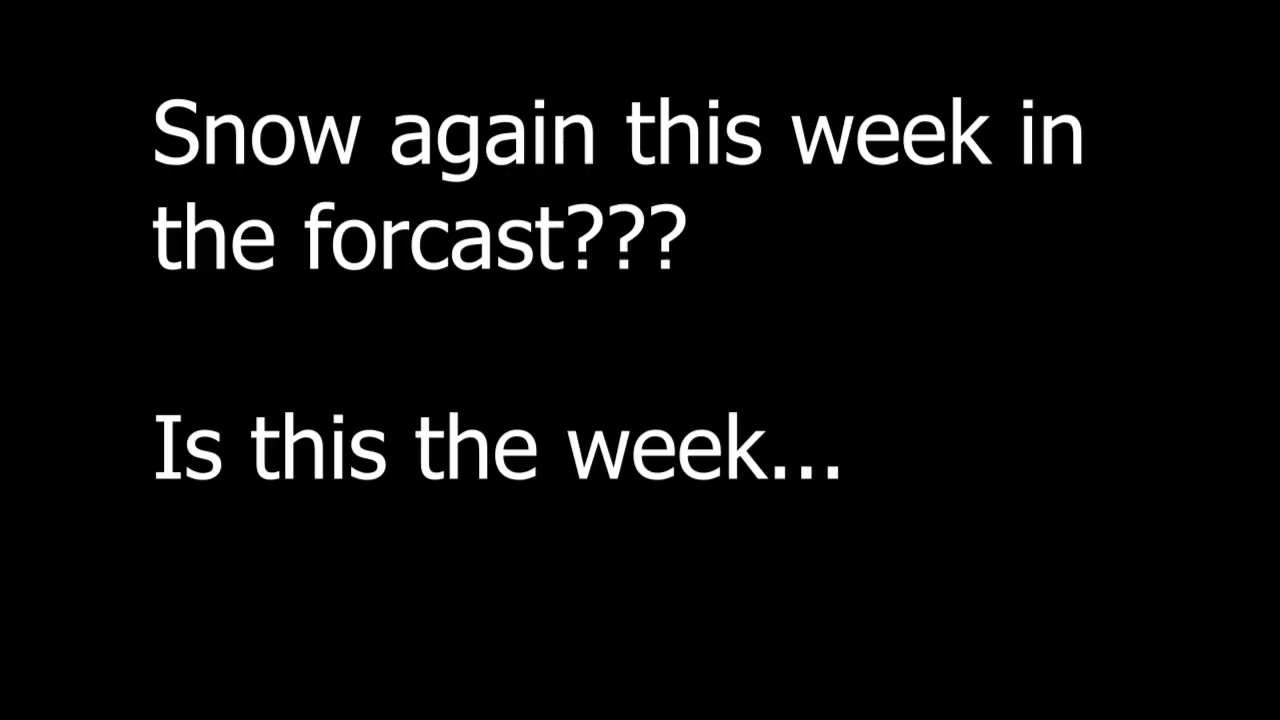 Snow again this week in
the forcast???
Is this the week...